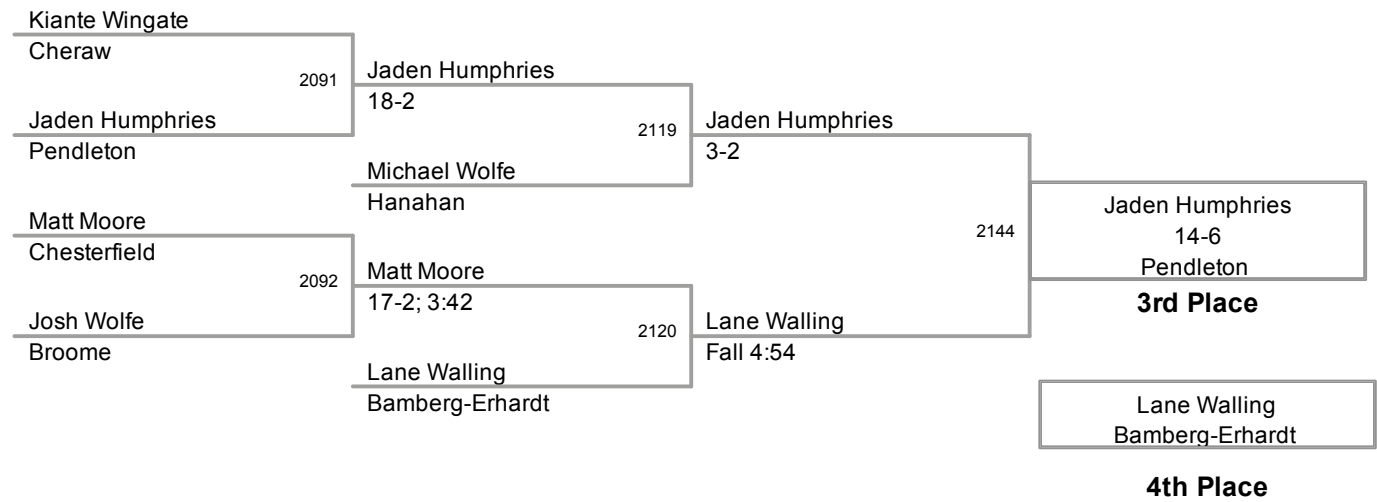 Kiante Wingate
Cheraw
2091
Jaden Humphries
18-2
Jaden Humphries
Pendleton
2119
Jaden Humphries
3-2
Michael Wolfe
Hanahan
Matt Moore
Chesterfield
2092
Matt Moore
17-2; 3:42
Josh Wolfe
Broome
2120
Lane Walling
Fall 4:54
Lane Walling
Bamberg-Erhardt
2144
Jaden Humphries
14-6
Pendleton
3rd Place
Lane Walling
Bamberg-Erhardt
4th Place